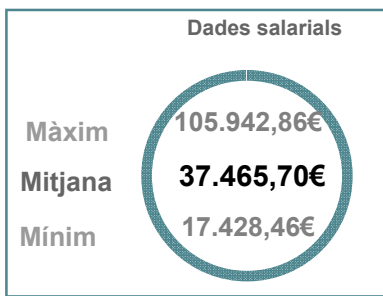 Dades salarials
Màxim 105.942,86€
Mitjana 37.465,70€
Mínim 17.428,46€